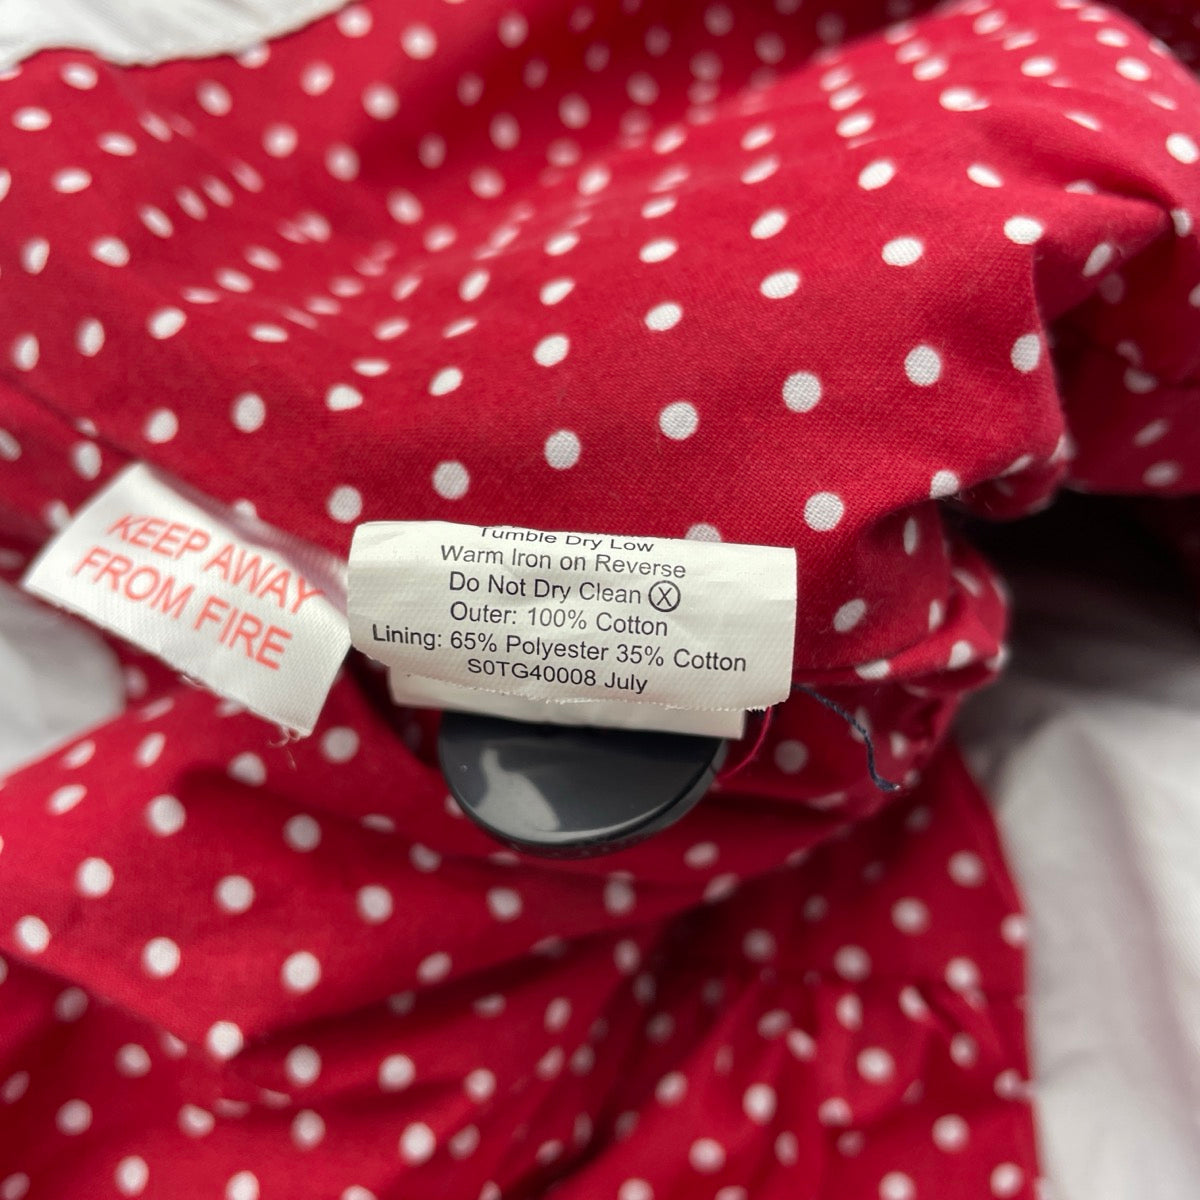 KEEP AWAY
FROM FIRE
Tumble Dry Low
Warm Iron on Reverse
Do Not Dry Clean Ⓧ
Outer: 100% Cotton
Lining: 65% Polyester 35% Cotton
S0TG40008 July